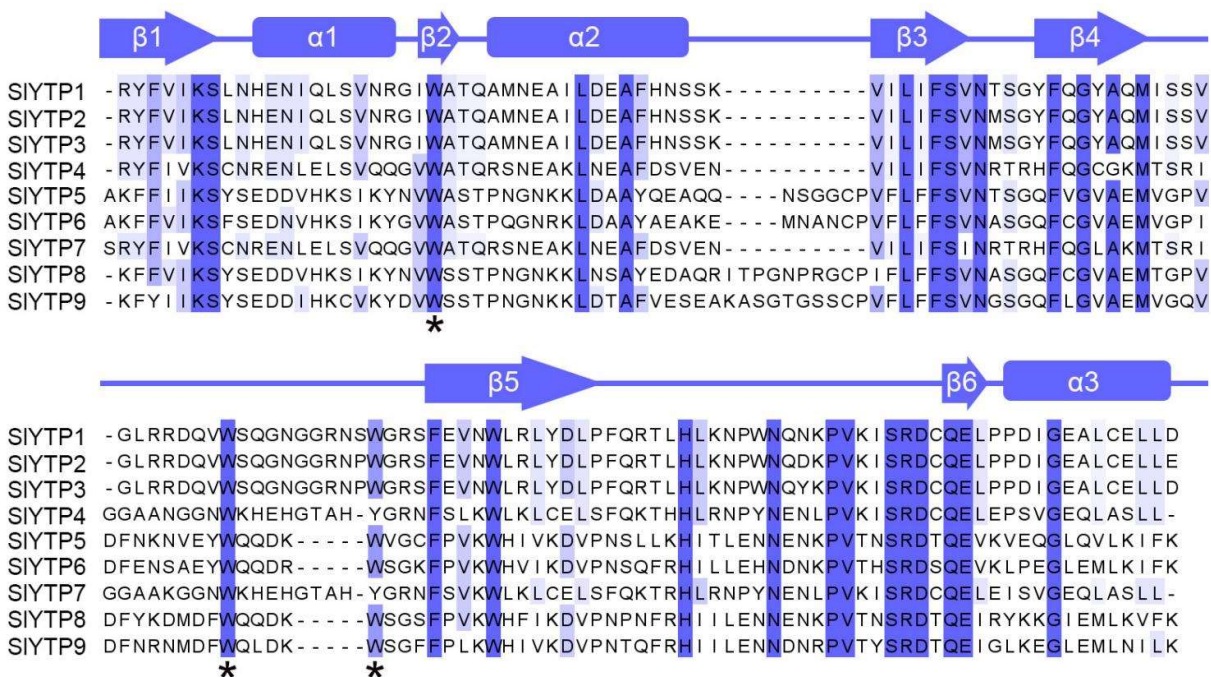 β1 α1 β2 α2 β3 β4
SlYTP1 -RYFVIKSLNHENIQLSVNRGIWATQAMNEAILDEAFHNSSK----------VILIFSVNTSGYFQGYAQMISSV
SlYTP2 -RYFVIKSLNHENIQLSVNRGIWATQAMNEAILDEAFHNSSK----------VILIFSVNMSGYFQGYAQMISSV
SlYTP3 -RYFVIKSLNHENIQLSVNRGIWATQAMNEAILDEAFHNSSK----------VILIFSVNMSGYFQGYAQMISSV
SlYTP4 -RYFIVKSCNRENLELSVQQGVWATQRSNEAKLNEAFDSVEN----------VILIFSVNRTRHFQGCGKMTSRI
SlYTP5 AKFFIIKSYSEDDVHKSIKYNVWASTPNGNKKLDAAYQEAQQ----NSGGCPVFLFFSVNTSGQFVGVAEMVGPV
SlYTP6 AKFFVIKSFSEDNVHKSIKYGVWASTPQGNRKLDAAYAEAKE----MNANCPVFLFFSVNASGQFCGVAEMVGPI
SlYTP7 SRYFIVKSCNRENLELSVQQGVWATQRSNEAKLNEAFDSVEN----------VILIFSINRTRHFQGLAKMTSRI
SlYTP8 -KFFVIKSYSEDDVHKSIKYNVWSSTPNGNKKLNSAYEDAQRITPGNPRGCPIFLFFSVNASGQFCGVAEMTGPV
SlYTP9 -KFYIIKSYSEDDIHKCVKYDVWSSTPNGNKKLDTAFVESEAKASGTGSSCPVFLFFSVNGSGQFLGVAEMVGQV
*
β5 β6 α3
SlYTP1 -GLRRDQVWSQGNGGRNSWGRSFEVNWLRLYDLPFQRTLHLKNPWNQNKPVKISRDCQELPPDIGEALCELLD
SlYTP2 -GLRRDQVWSQGNGGRNPWGRSFEVNWLRLYDLPFQRTLHLKNPWNQDKPVKISRDCQELPPDIGEALCELLE
SlYTP3 -GLRRDQVWSQGNGGRNPWGRSFEVNWLRLYDLPFQRTLHLKNPWNQYKPVKISRDCQELPPDIGEALCELLD
SlYTP4 GGAANGGNWKHEHGTAH-YGRNFSLKWLKLCELSFQKTHHLRNPYNENLPVKISRDCQELEPSVGEQLASLL-
SlYTP5 DFNKNVEYWQQDK-----WVGCFPVKWHIVKDVPNSLLKHITLENNENKPVTNSRDTQEVKVEQGLQVLKIFK
SlYTP6 DFENSAEYWQQDR-----WSGKFPVKWHVIKDVPNSQFRHILLEHNDNKPVTHSRDSQEVKLPEGLEMLKIFK
SlYTP7 GGAAKGGNWKHEHGTAH-YGRNFSVKWLKLCELSFQKTRHLRNPYNENLPVKISRDCQELEISVGEQLASLL-
SlYTP8 DFYKDMDFWQQDK-----WSGSFPVKWHFIKDVPNPNFRHIILENNENKPVTNSRDTQEIRYKKGIEMLKVFK
SlYTP9 DFNRNMDFWQLDK-----WSGFFPLKWHIVKDVPNTQFRHIILENNDNRPVTYSRDTQEIGLKEGLEMLNILK
* *